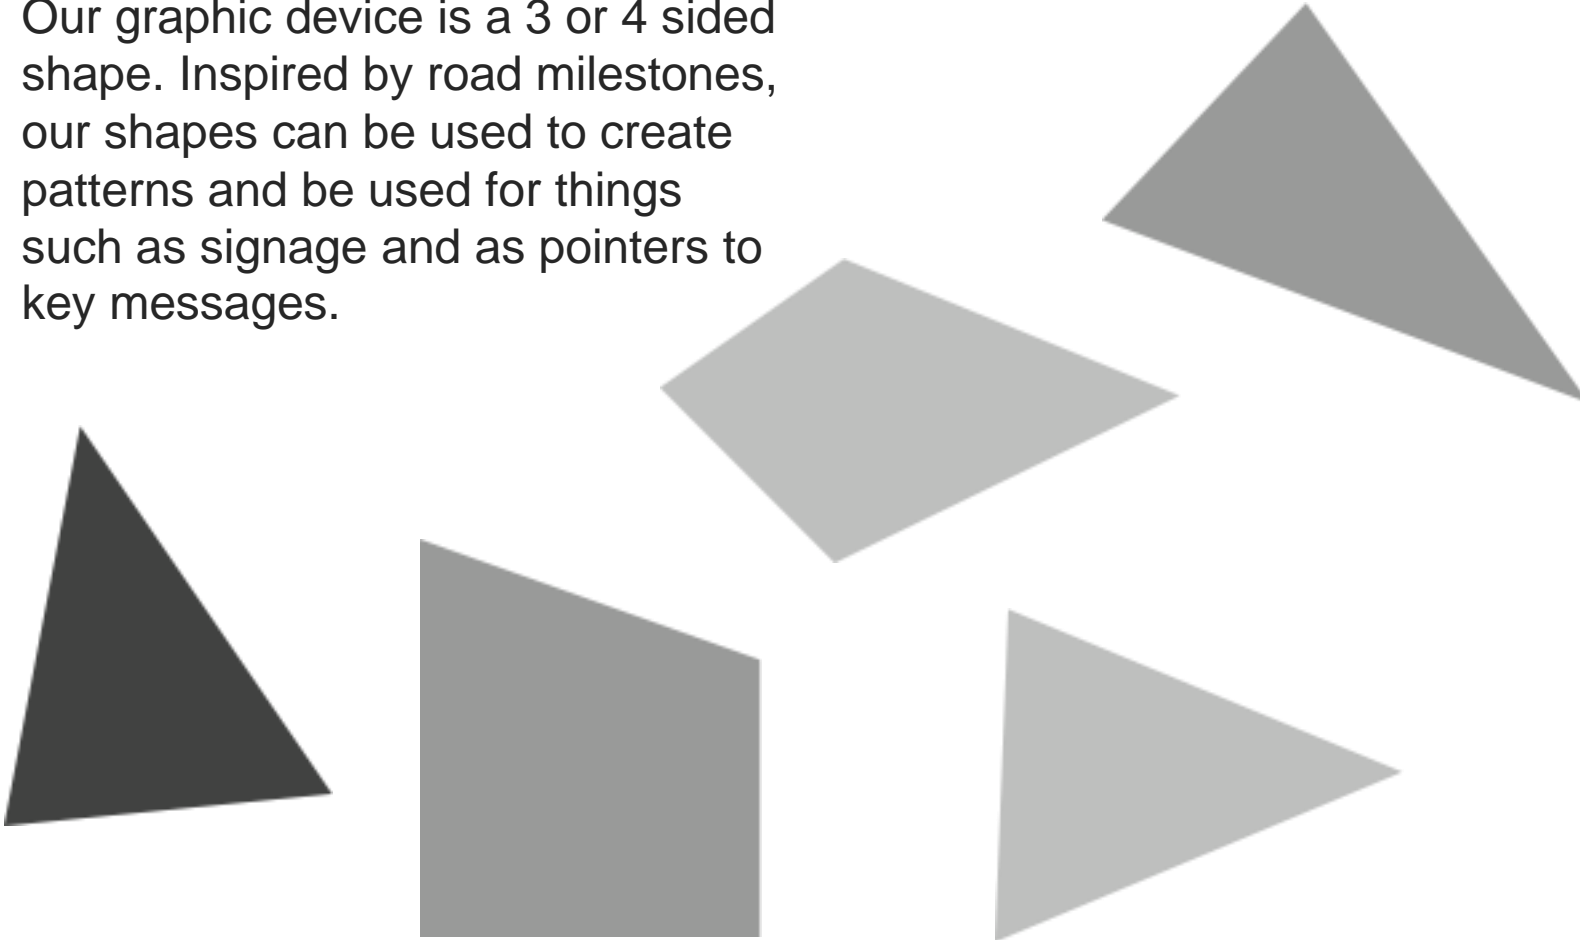 Our graphic device is a 3 or 4 sided
shape. Inspired by road milestones,
our shapes can be used to create
patterns and be used for things
such as signage and as pointers to
key messages.